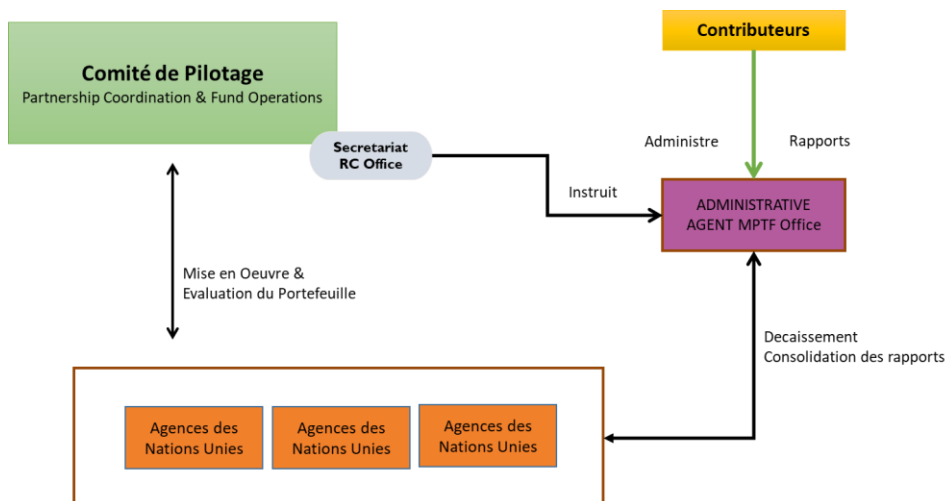 Comité de Pilotage
Partnership Coordination & Fund Operations
Contributeurs
Secretariat
RC Office
Administre
Rapports
Instruit
ADMINISTRATIVE
AGENT MPTF Office
Mise en Oeuvre &
Evaluation du Portefeuille
Decaissement
Consolidation des rapports
Agences des
Nations Unies
Agences des
Nations Unies
Agences des
Nations Unies